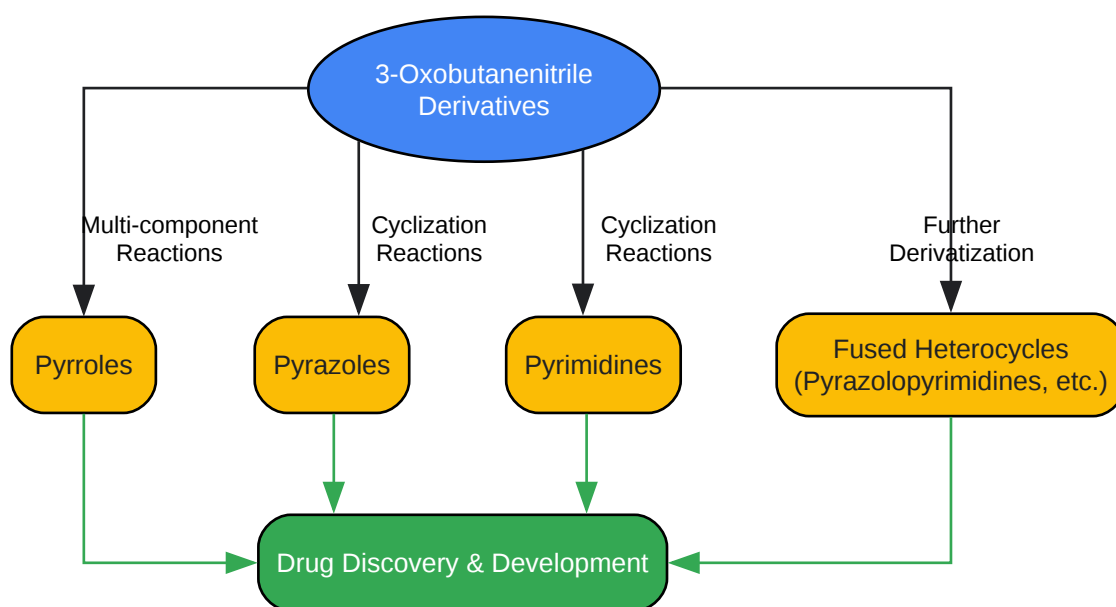 3-Oxobutanenitrile
Derivatives
Multi-component
Reactions
Cyclization
Reactions
Cyclization
Reactions
Further
Derivatization
Pyrroles
Pyrazoles
Pyrimidines
Fused Heterocycles
(Pyrazolopyrimidines, etc.)
Drug Discovery & Development